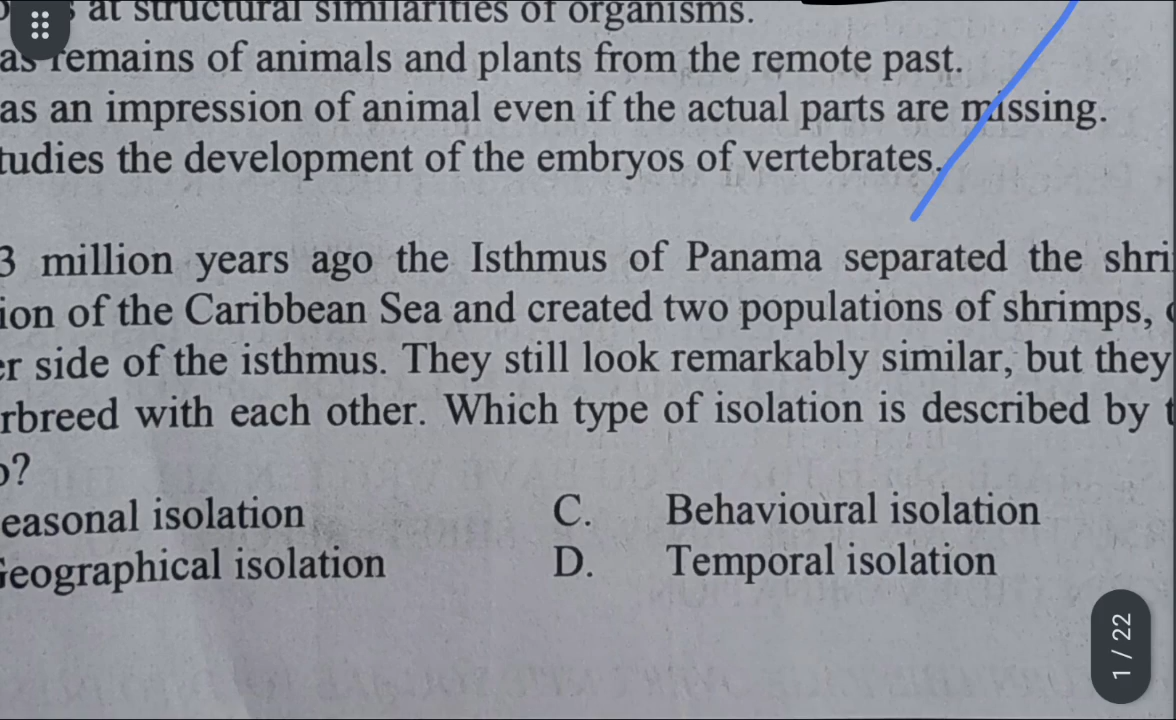 at structural similarities of organisms.
as remains of animals and plants from the remote past.
as an impression of animal even if the actual parts are missing.
tudies the development of the embryos of vertebrates.
3 million years ago the Isthmus of Panama separated the shri
ion of the Caribbean Sea and created two populations of shrimps,
er side of the isthmus. They still look remarkably similar, but they
rbreed with each other. Which type of isolation is described by t
o?
easonal isolation C. Behavioural isolation
Geographical isolation D. Temporal isolation
1 / 22